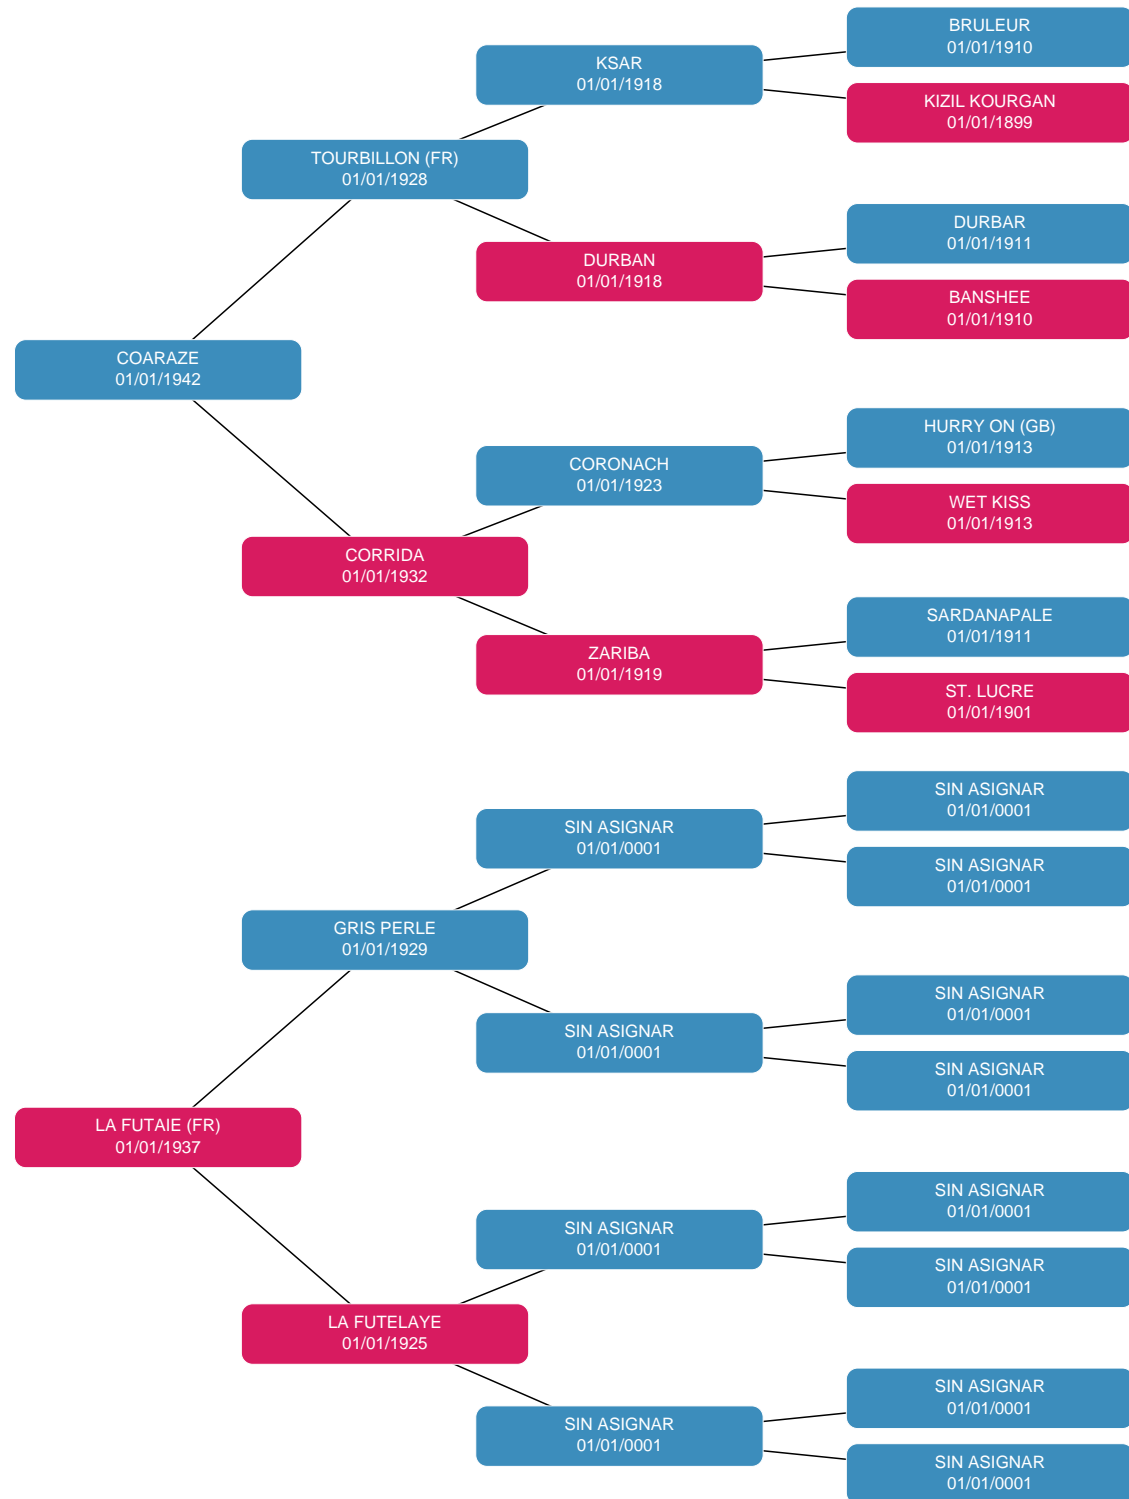 BRULEUR
01/01/1910
KSAR
01/01/1918
KIZIL KOURGAN
01/01/1899
TOURBILLON (FR)
01/01/1928
DURBAR
01/01/1911
DURBAN
01/01/1918
BANSHEE
01/01/1910
COARAZE
01/01/1942
HURRY ON (GB)
01/01/1913
CORONACH
01/01/1923
WET KISS
01/01/1913
CORRIDA
01/01/1932
SARDANAPALE
01/01/1911
ZARIBA
01/01/1919
ST. LUCRE
01/01/1901
SIN ASIGNAR
01/01/0001
SIN ASIGNAR
01/01/0001
SIN ASIGNAR
01/01/0001
GRIS PERLE
01/01/1929
SIN ASIGNAR
01/01/0001
SIN ASIGNAR
01/01/0001
SIN ASIGNAR
01/01/0001
LA FUTAIE (FR)
01/01/1937
SIN ASIGNAR
01/01/0001
SIN ASIGNAR
01/01/0001
SIN ASIGNAR
01/01/0001
LA FUTELAYE
01/01/1925
SIN ASIGNAR
01/01/0001
SIN ASIGNAR
01/01/0001
SIN ASIGNAR
01/01/0001